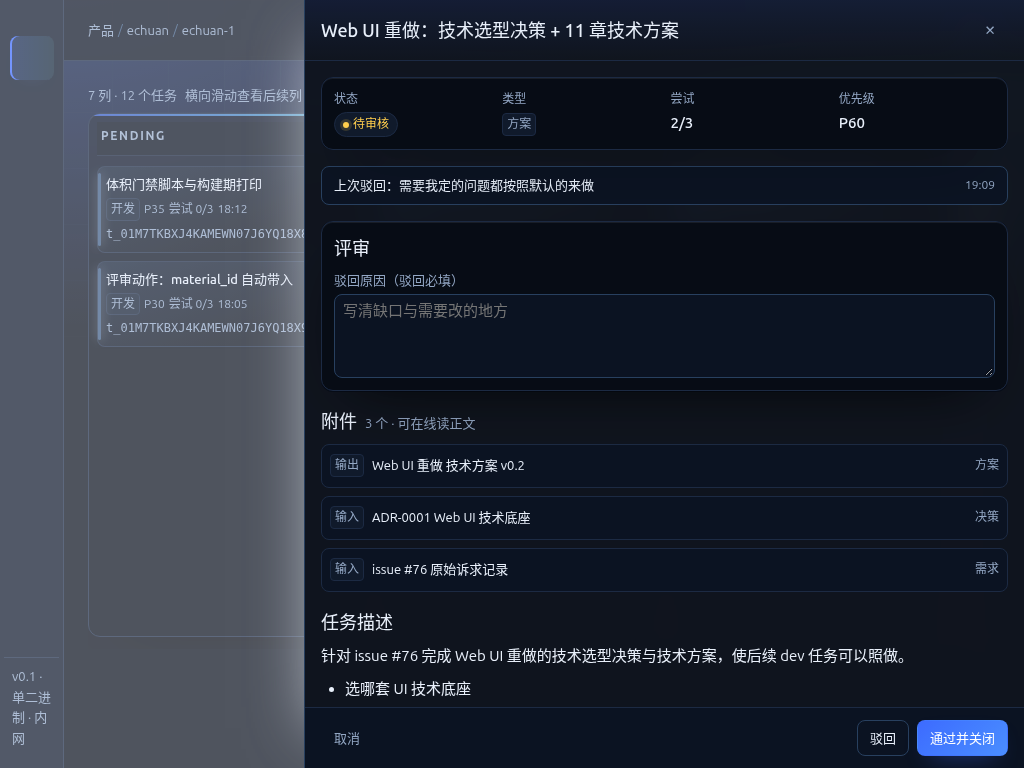 产品 / echuan / echuan-1
7 列 · 12 个任务 横向滑动查看后续列
PENDING
体积门禁脚本与构建期打印
开发 P35 尝试 0/3 18:12
t_01M7TKBXJ4KAMEWN07J6YQ18X
评审动作：material_id 自动带入
开发 P30 尝试 0/3 18:05
t_01M7TKBXJ4KAMEWN07J6YQ18X
v0.1 ·
单二进
制 · 内
网
Web UI 重做：技术选型决策 + 11 章技术方案
×
状态 类型 尝试 优先级
待审核 方案 2/3 P60
上次驳回：需要我定的问题都按照默认的来做 19:09
评审
驳回原因（驳回必填）
写清缺口与需要改的地方
附件 3 个 · 可在线读正文
输出 Web UI 重做 技术方案 v0.2 方案
输入 ADR-0001 Web UI 技术底座 决策
输入 issue #76 原始诉求记录 需求
任务描述
针对 issue #76 完成 Web UI 重做的技术选型决策与技术方案，使后续 dev 任务可以照做。
• 选哪套 UI 技术底座
取消 驳回 通过并关闭